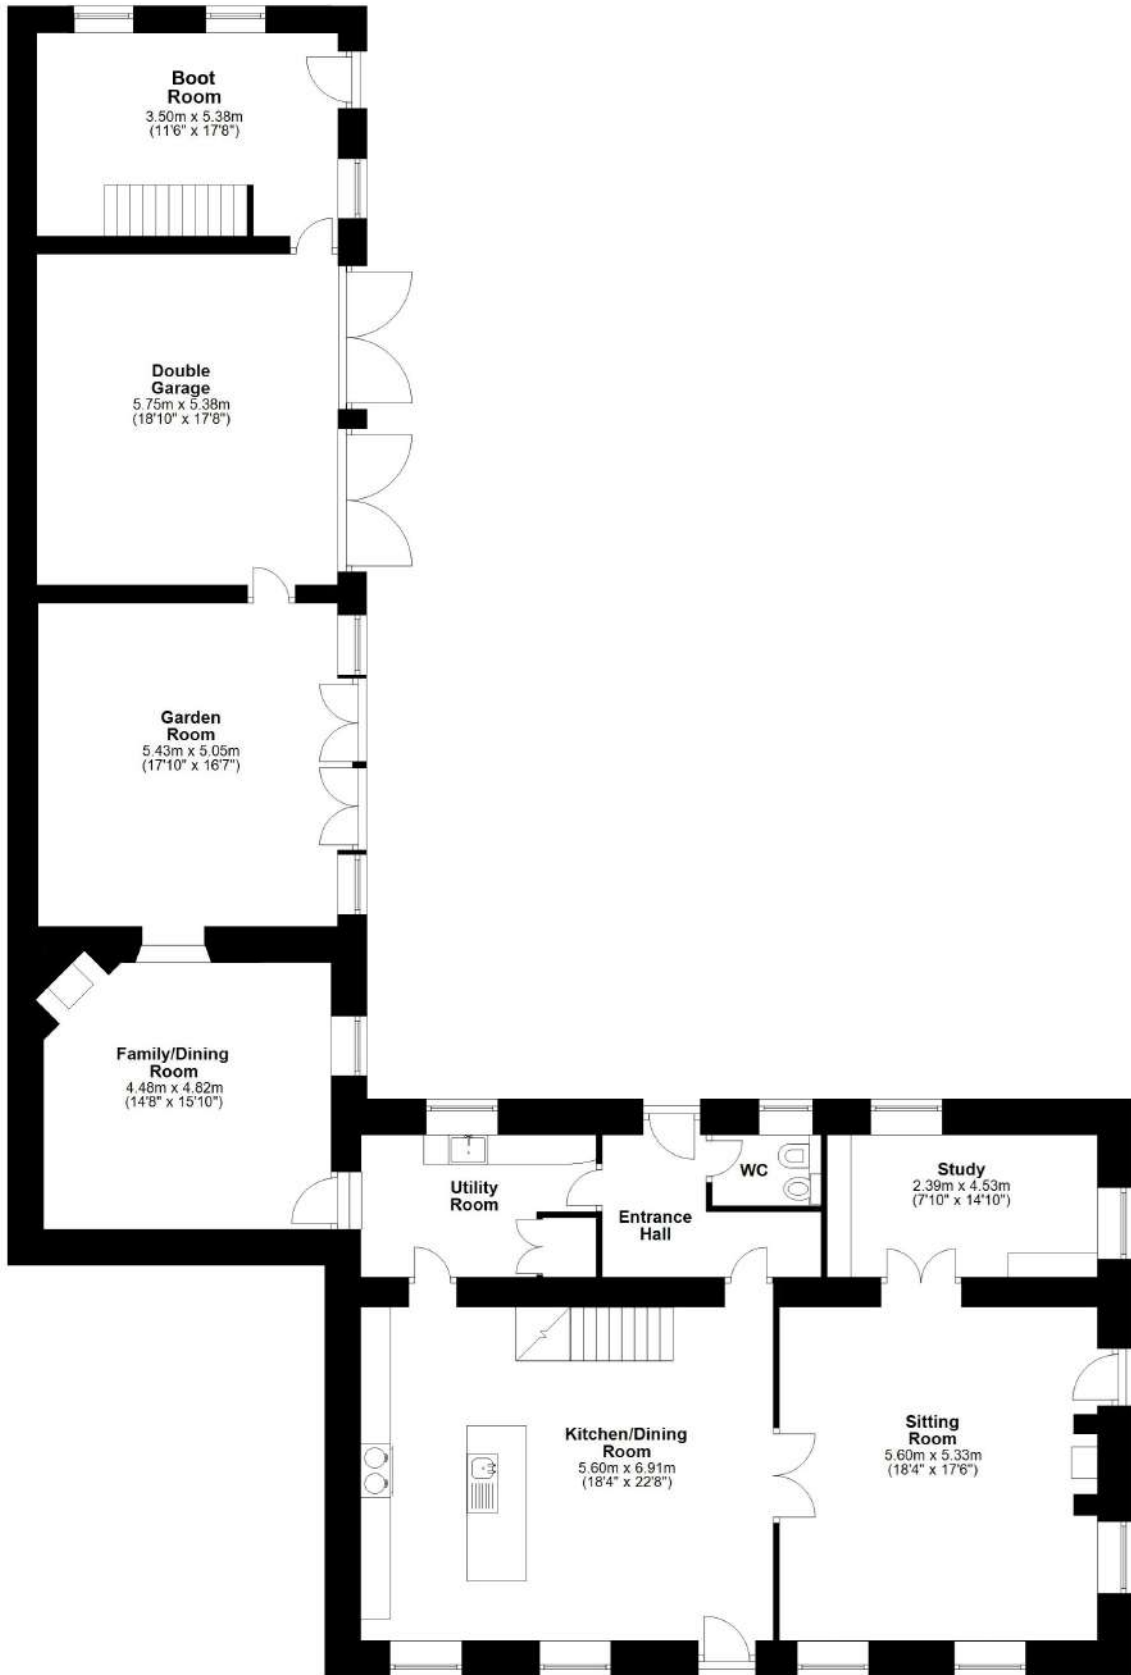 Boot
Room
3.50m x 5.38m
(11'6" x 17'8")
Double
Garage
5.75m x 5.38m
(18'10" x 17'8")
Garden
Room
5.43m x 5.05m
(17'10" x 16'7")
Family/Dining
Room
4.48m x 4.82m
(14'8" x 15'10")
Utility
Room
Entrance
Hall
WC
Study
2.39m x 4.53m
(7'10" x 14'10")
Kitchen/Dining
Room
5.60m x 6.91m
(18'4" x 22'8")
Sitting
Room
5.60m x 5.33m
(18'4" x 17'6")